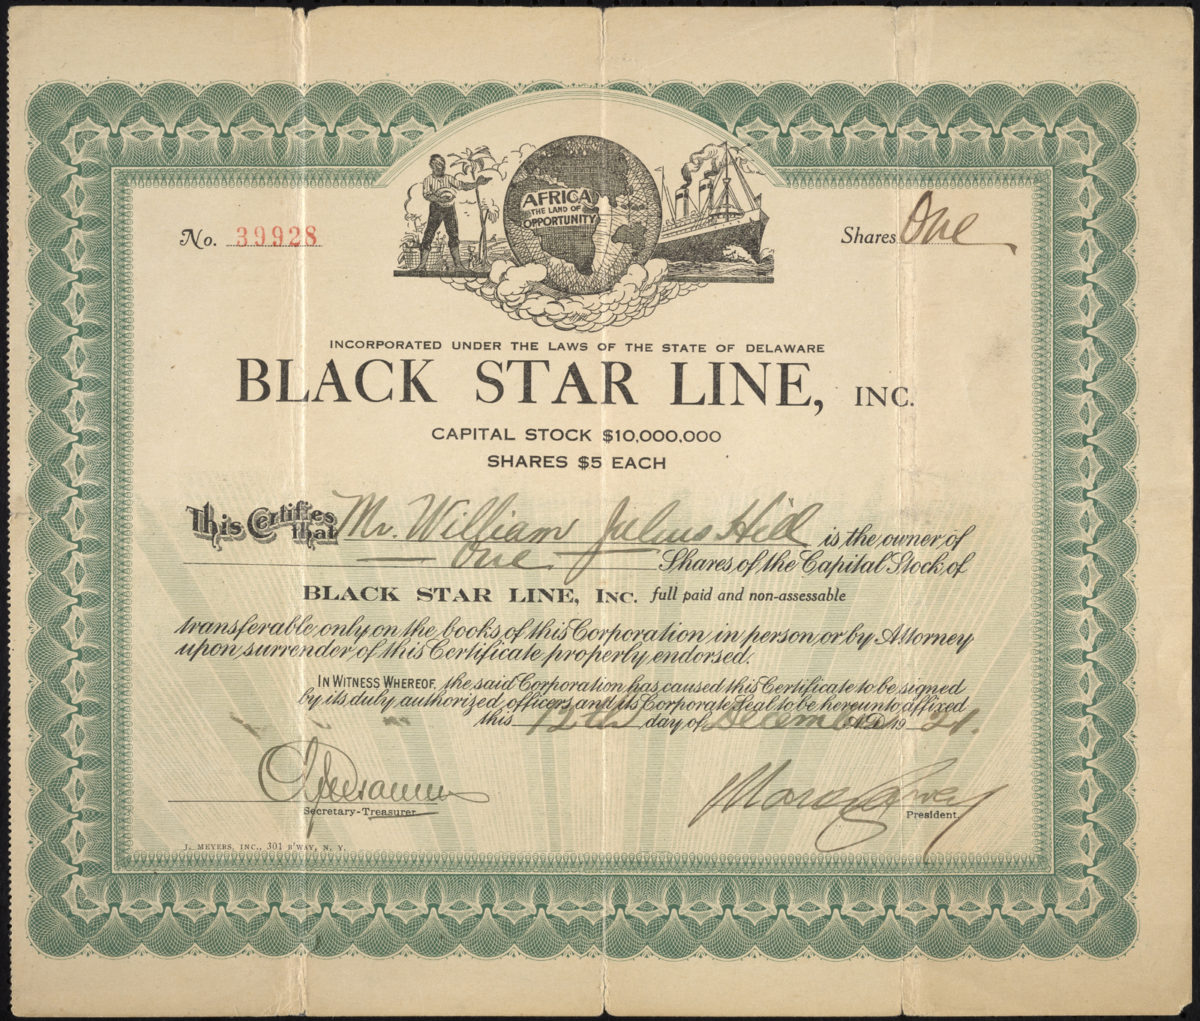 AFRICA
THE LAND OF
OPPORTUNITY
No. 39928
Shares One
INCORPORATED UNDER THE LAWS OF THE STATE OF DELAWARE
BLACK STAR LINE, INC.
CAPITAL STOCK $10,000,000
SHARES $5 EACH
This Certifies that Mr. William Julius Hill is the owner of
One Shares of the Capital Stock of
BLACK STAR LINE, INC. full paid and non-assessable
transferable only on the books of this Corporation in person or by Attorney
upon surrender of this Certificate properly endorsed.
IN WITNESS WHEREOF, the said Corporation has caused this Certificate to be signed
by its duly authorized officers and its Corporate Seal to be hereunto affixed
this 12th day of December A.D. 19 21.
Marcus Garvey
Secretary-Treasurer
President.
J. MEYERS, INC., 301 B'WAY, N. Y.